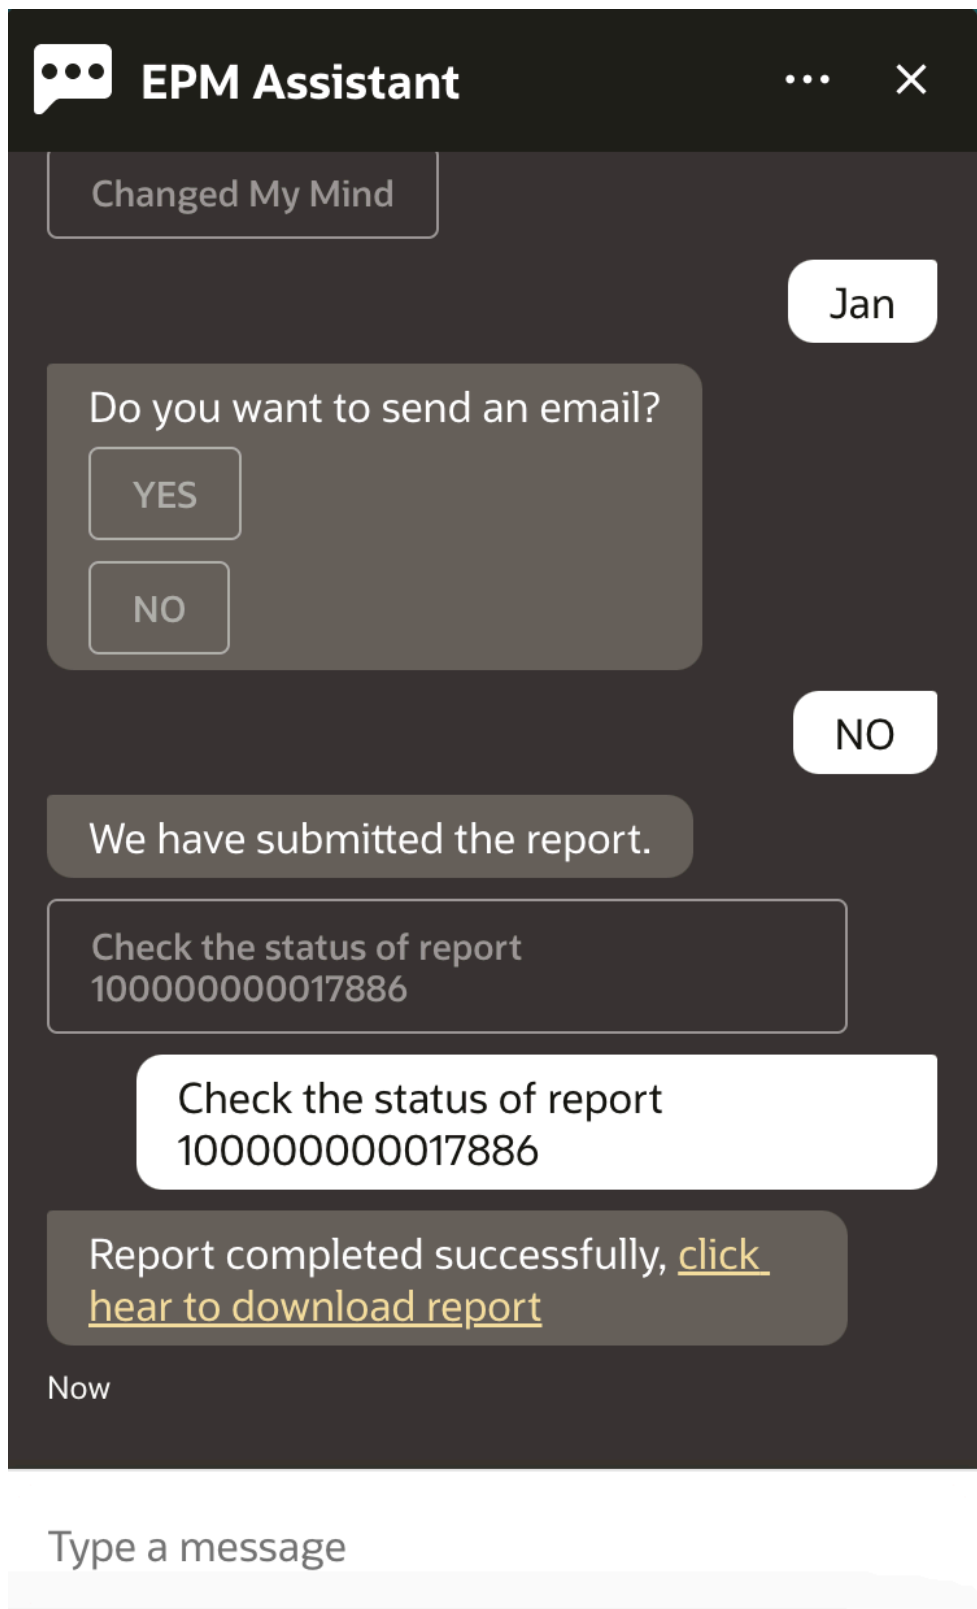 EPM Assistant
Changed My Mind
Jan
Do you want to send an email?
YES
NO
NO
We have submitted the report.
Check the status of report
100000000017886
Check the status of report
100000000017886
Report completed successfully, click
hear to download report
Now
Type a message